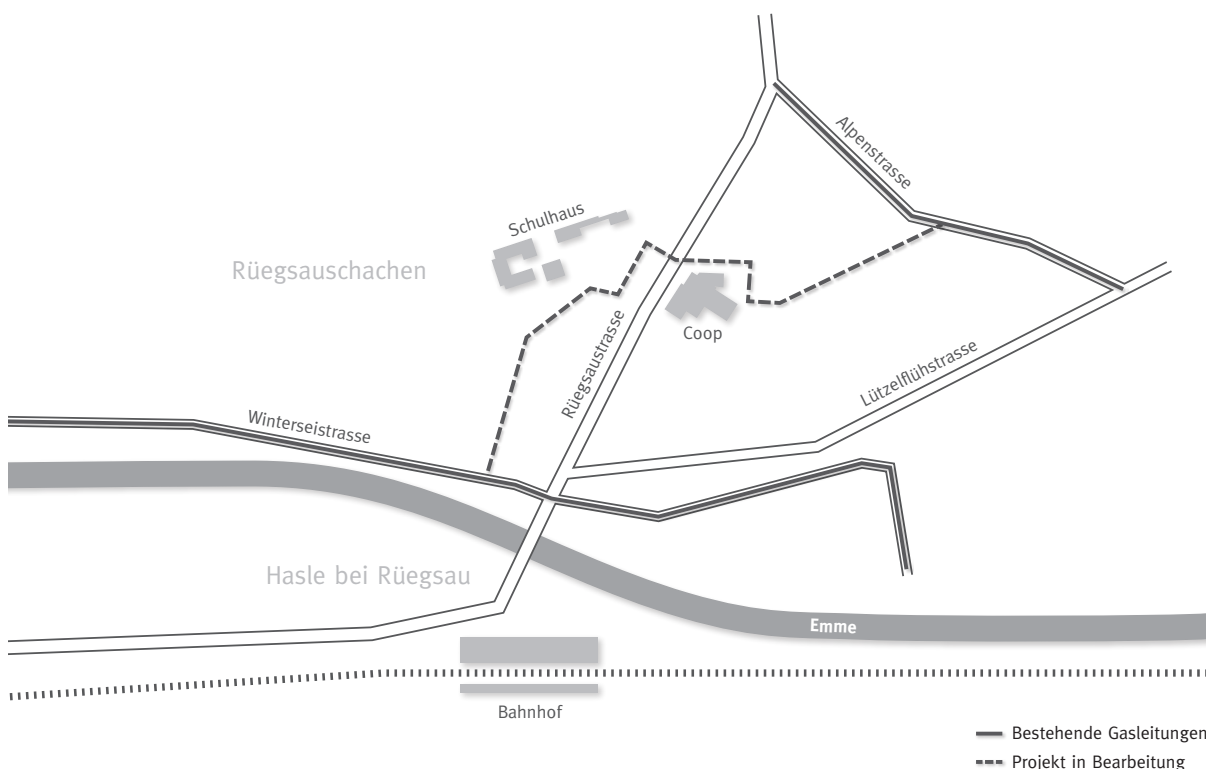 Alpenstrasse
Schulhaus
Rüegsauschachen
Coop
Rüegsaustrasse
Lützelflühstrasse
Winterseistrasse
Hasle bei Rüegsau
Emme
Bahnhof
Bestehende Gasleitungen
Projekt in Bearbeitung